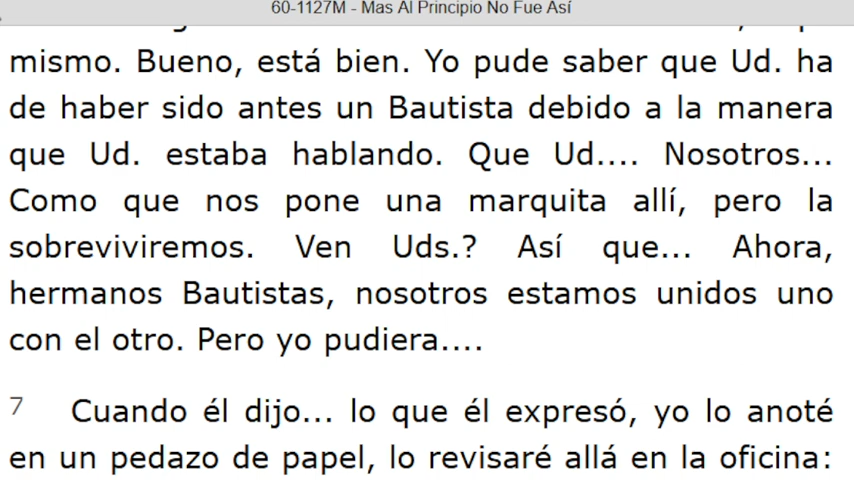 60-1127M - Mas Al Principio No Fue Así
mismo. Bueno, está bien. Yo pude saber que Ud. ha
de haber sido antes un Bautista debido a la manera
que Ud. estaba hablando. Que Ud.... Nosotros...
Como que nos pone una marquita allí, pero la
sobreviviremos. Ven Uds.? Así que... Ahora,
hermanos Bautistas, nosotros estamos unidos uno
con el otro. Pero yo pudiera....
7 Cuando él dijo... lo que él expresó, yo lo anoté
en un pedazo de papel, lo revisaré allá en la oficina: